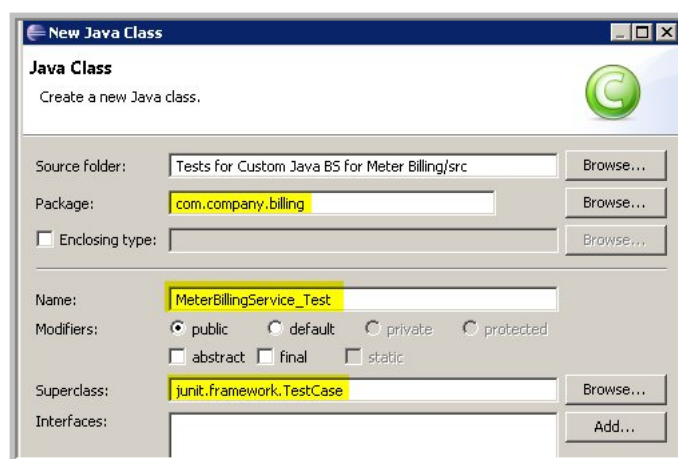 New Java Class
Java Class
Create a new Java class.
C
Source folder: Tests for Custom Java BS for Meter Billing/src Browse...
Package: com.company.billing Browse...
Enclosing type: Browse...
Name: MeterBillingService_Test
Modifiers: public default private protected
abstract final static
Superclass: junit.framework.TestCase Browse...
Interfaces: Add...